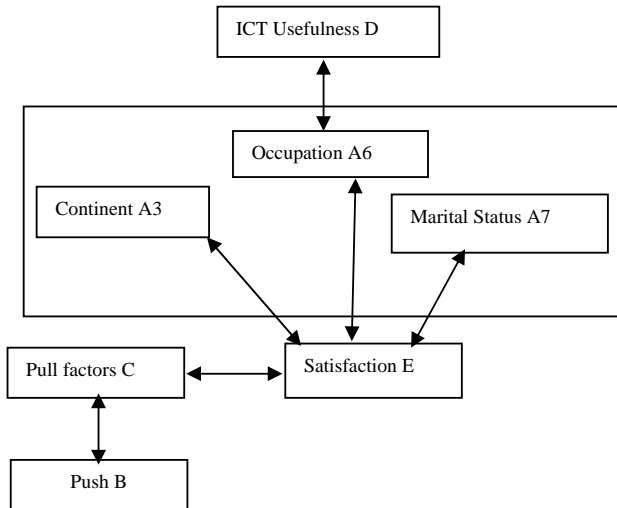 ICT Usefulness D
Occupation A6
Continent A3
Marital Status A7
Pull factors C
Satisfaction E
Push B